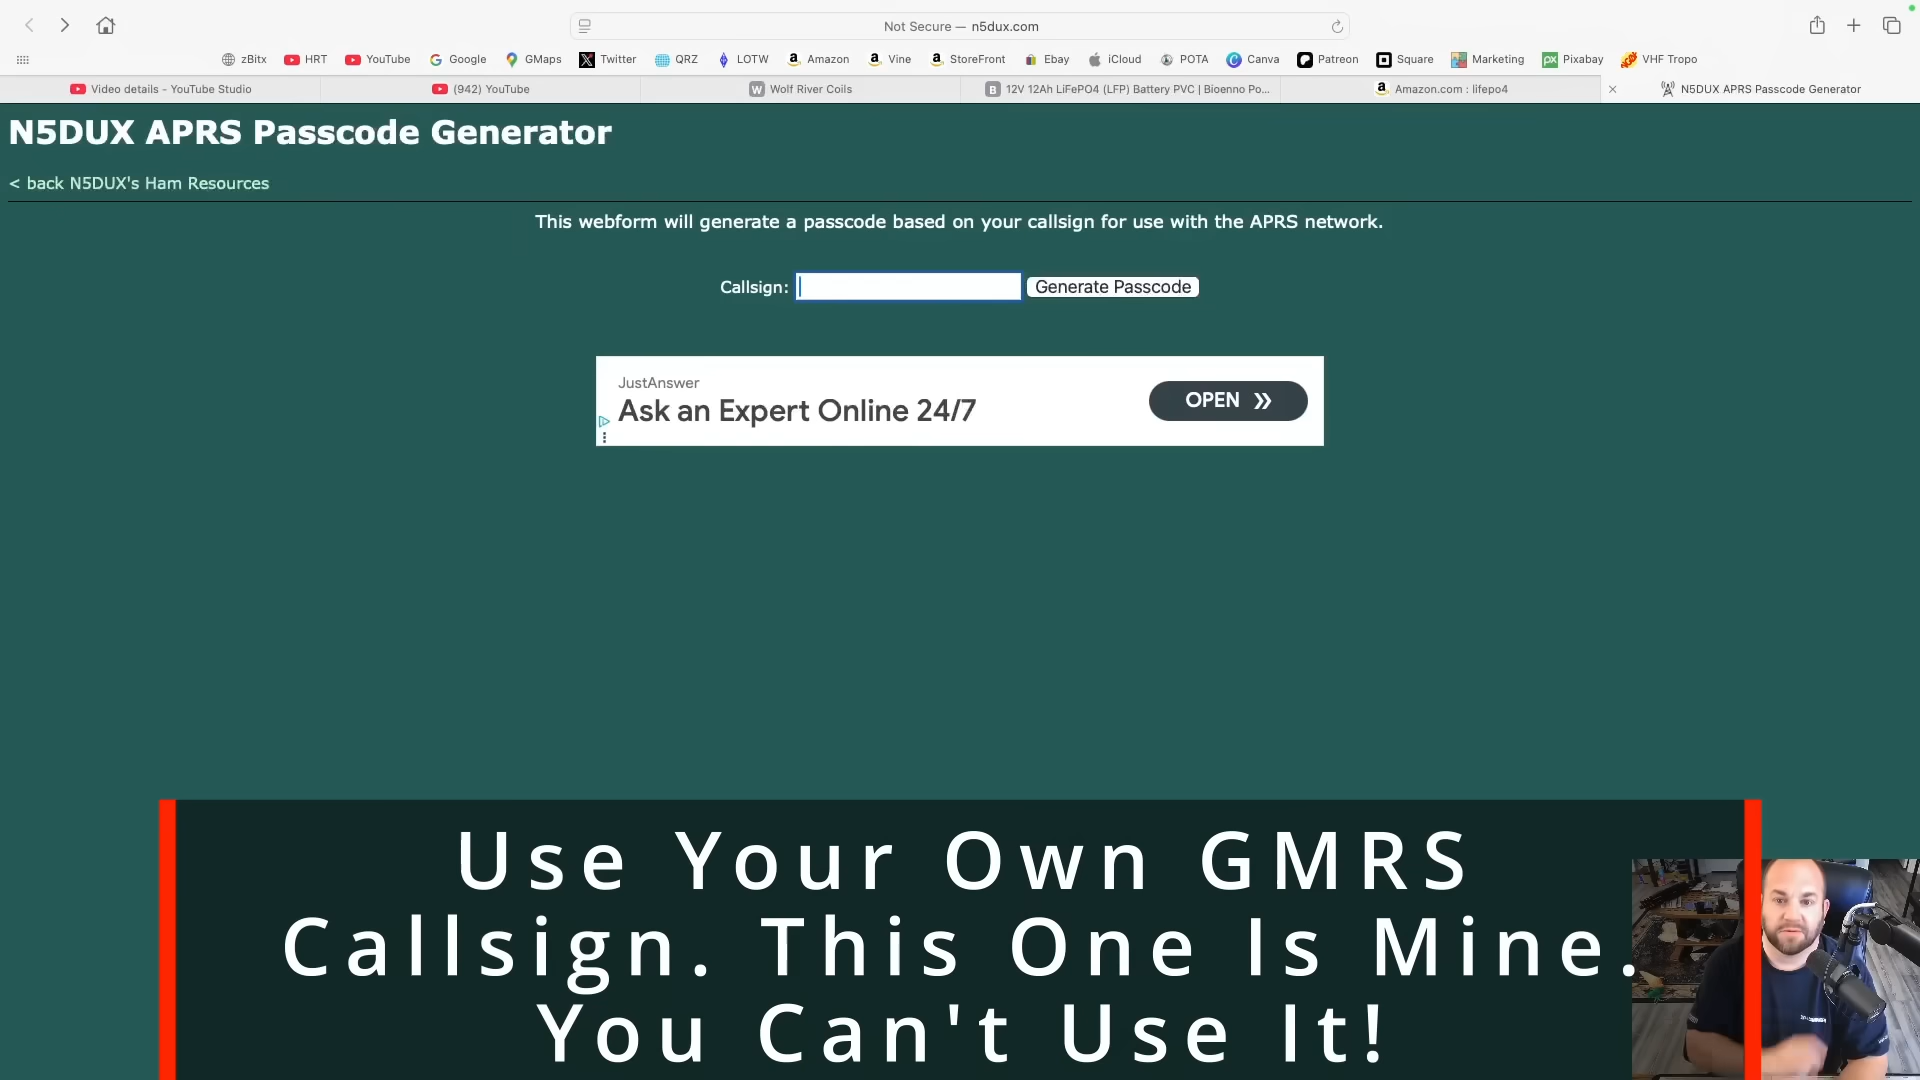 Not Secure — n5dux.com
zBitx HRT YouTube Google GMaps Twitter QRZ LOTW Amazon Vine StoreFront Ebay iCloud POTA Canva Patreon Square Marketing Pixabay VHF Tropo
Video details - YouTube Studio (942) YouTube Wolf River Coils 12V 12Ah LiFePO4 (LFP) Battery PVC | Bioenno Po... Amazon.com : lifepo4 N5DUX APRS Passcode Generator
N5DUX APRS Passcode Generator
< back N5DUX's Ham Resources
This webform will generate a passcode based on your callsign for use with the APRS network.
Callsign: Generate Passcode
JustAnswer
Ask an Expert Online 24/7
OPEN
Use Your Own GMRS
Callsign. This One Is Mine.
You Can't Use It!